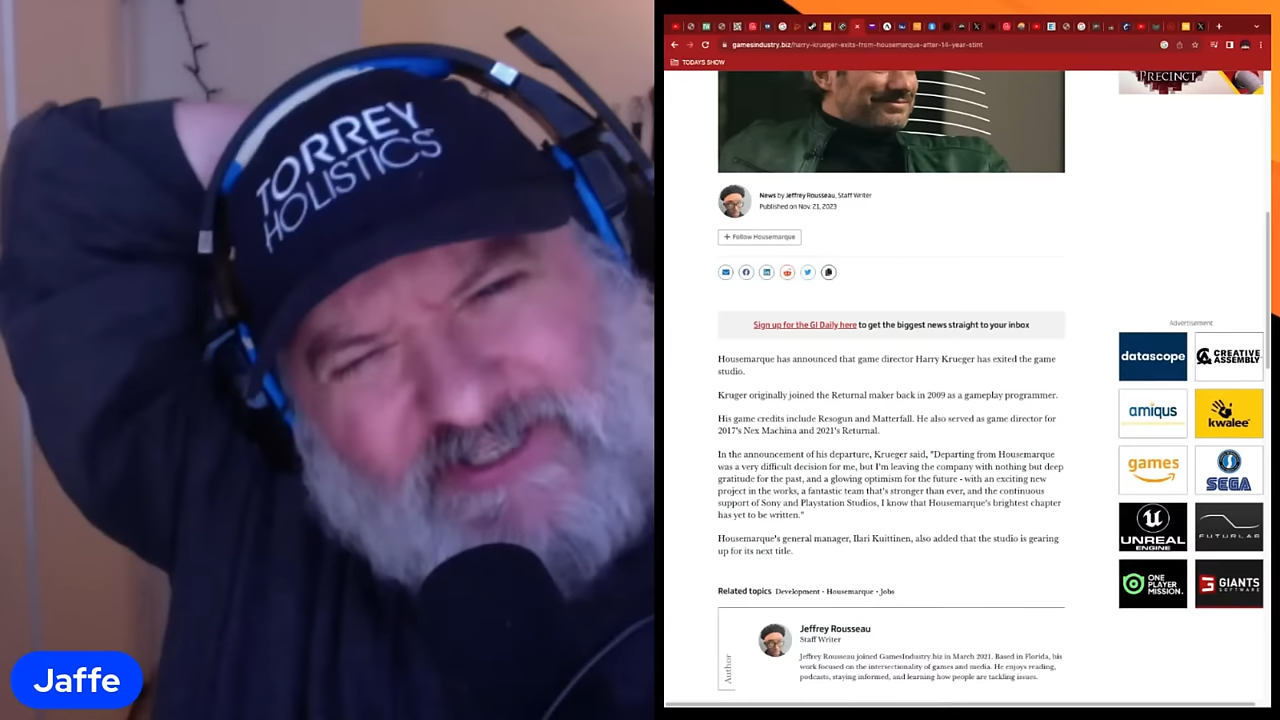 TORREY
Jaff
gamesindustry.biz/harry-krueger-exits-from-housemarque-after-14-year-stint
TODAYS SHOW
PRECINCT
News by Jeffrey Rousseau, Staff Writer
Published on Nov. 21, 2023
+ Follow Housemarque
Sign up for the GI Daily here to get the biggest news straight to your inbox
Housemarque has announced that game director Harry Krueger has exited the game
studio.
Kruger originally joined the Returnal maker back in 2009 as a gameplay programmer.
His game credits include Resogun and Matterfall. He also served as game director for
2017's Nex Machina and 2021's Returnal.
In the announcement of his departure, Krueger said, "Departing from Housemarque
was a very difficult decision for me, but I'm leaving the company with nothing but deep
gratitude for the past, and a glowing optimism for the future - with an exciting new
project in the works, a fantastic team that's stronger than ever, and the continuous
support of Sony and Playstation Studios, I know that Housemarque's brightest chapter
has yet to be written."
Housemarque's general manager, Ilari Kuittinen, also added that the studio is gearing
up for its next title.
Related topics Development • Housemarque • Jobs
Author
Jeffrey Rousseau
Staff Writer
Jeffrey Rousseau joined GamesIndustry.biz in March 2021. Based in Florida, his
work focused on the intersectionality of games and media. He enjoys reading,
podcasts, staying informed, and learning how people are tackling issues.
Advertisement
datascope
CREATIVE
ASSEMBLY
amiqus
kwalee
games
SEGA
UNREAL
ENGINE
FUTURLAB
ONE
PLAYER
MISSION.
GIANTS
SOFTWARE